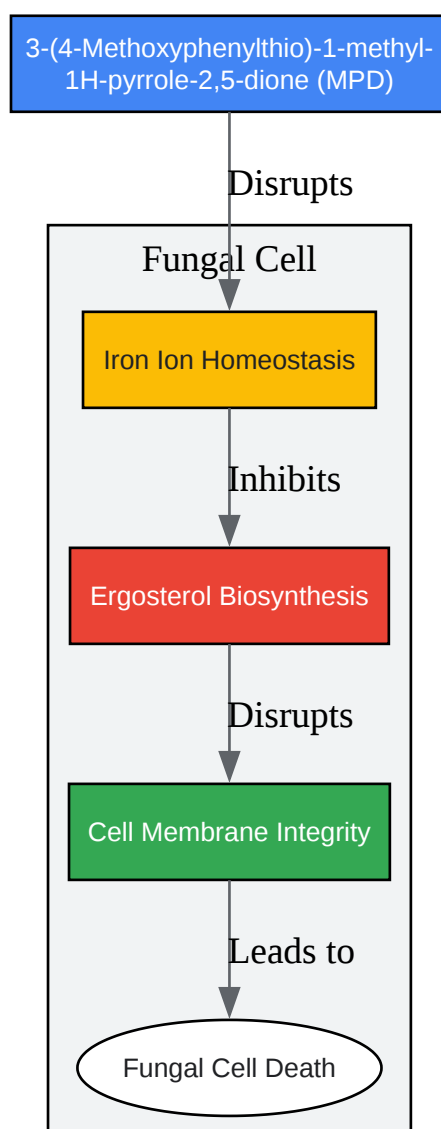 3-(4-Methoxyphenylthio)-1-methyl-
1H-pyrrole-2,5-dione (MPD)
Disrupts
Fungal Cell
Iron Ion Homeostasis
Inhibits
Ergosterol Biosynthesis
Disrupts
Cell Membrane Integrity
Leads to
Fungal Cell Death